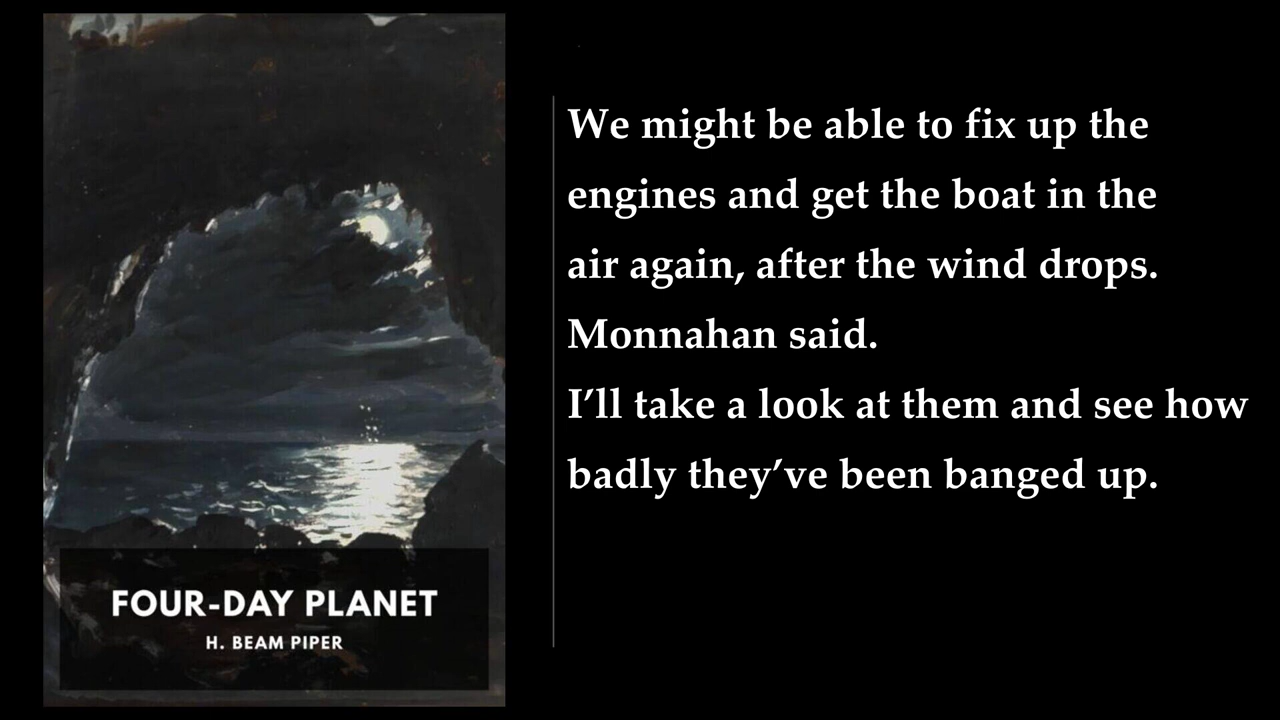 FOUR-DAY PLANET
H. BEAM PIPER
We might be able to fix up the
engines and get the boat in the
air again, after the wind drops.
Monnahan said.
I’ll take a look at them and see how
badly they’ve been banged up.